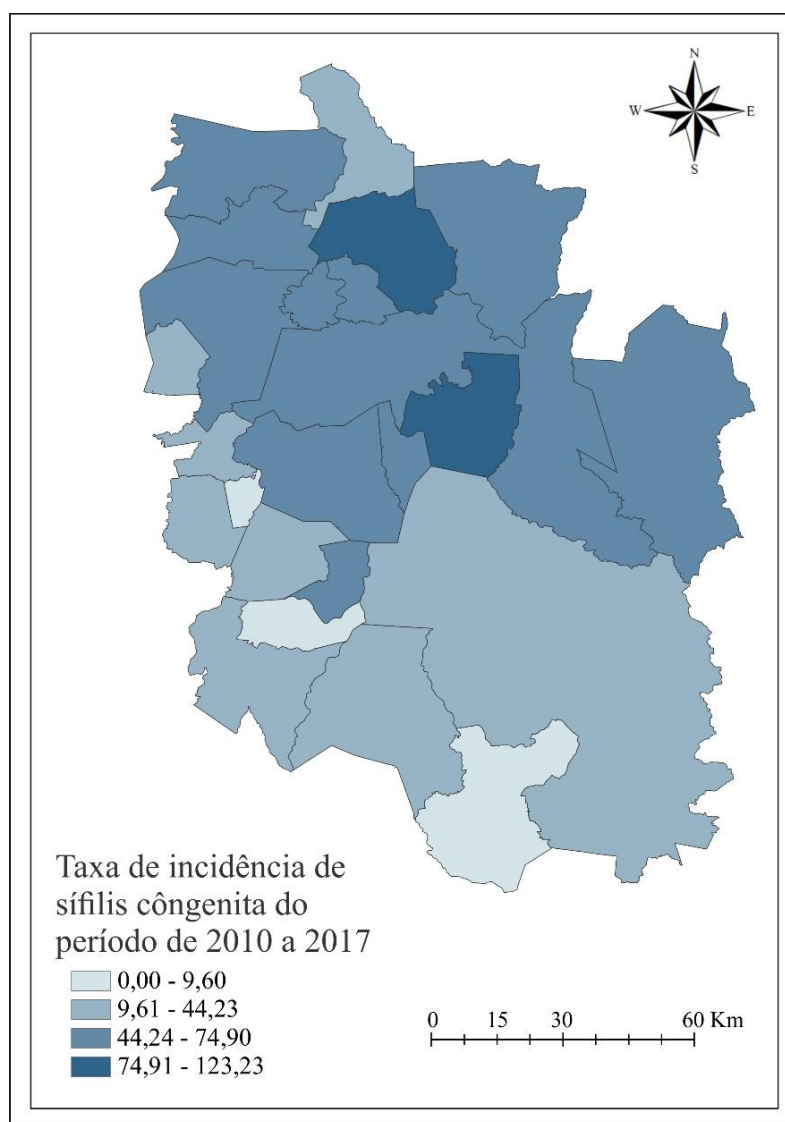 N
W E
S
Taxa de incidência de
sífilis côngenita do
período de 2010 a 2017
0,00 - 9,60
9,61 - 44,23
44,24 - 74,90
74,91 - 123,23
0 15 30 60 Km